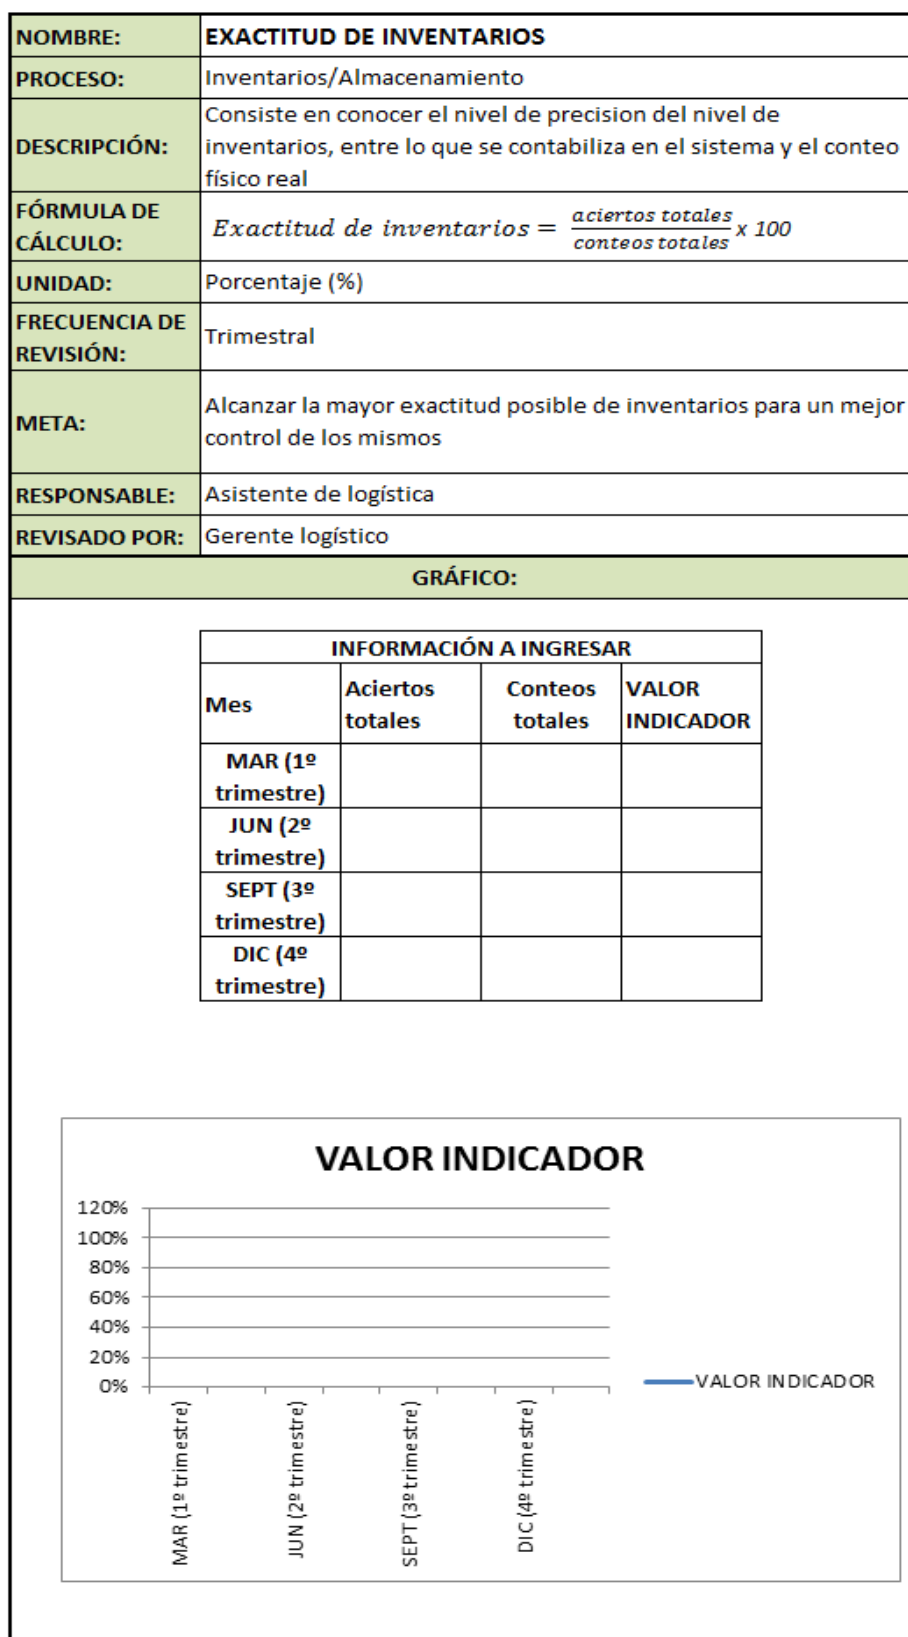 NOMBRE: EXACTITUD DE INVENTARIOS
PROCESO: Inventarios/Almacenamiento
DESCRIPCIÓN: Consiste en conocer el nivel de precision del nivel de
inventarios, entre lo que se contabiliza en el sistema y el conteo
físico real
FÓRMULA DE
CÁLCULO:
Exactitud de inventarios = aciertos totales / conteos totales x 100
UNIDAD: Porcentaje (%)
FRECUENCIA DE
REVISIÓN:
Trimestral
META:
Alcanzar la mayor exactitud posible de inventarios para un mejor
control de los mismos
RESPONSABLE: Asistente de logística
REVISADO POR: Gerente logístico
GRÁFICO:
INFORMACIÓN A INGRESAR
Mes
Aciertos
totales
Conteos
totales
VALOR
INDICADOR
MAR (1º
trimestre)
JUN (2º
trimestre)
SEPT (3º
trimestre)
DIC (4º
trimestre)
VALOR INDICADOR
120%
100%
80%
60%
40%
20%
0%
MAR (1º trimestre)
JUN (2º trimestre)
SEPT (3º trimestre)
DIC (4º trimestre)
VALOR INDICADOR